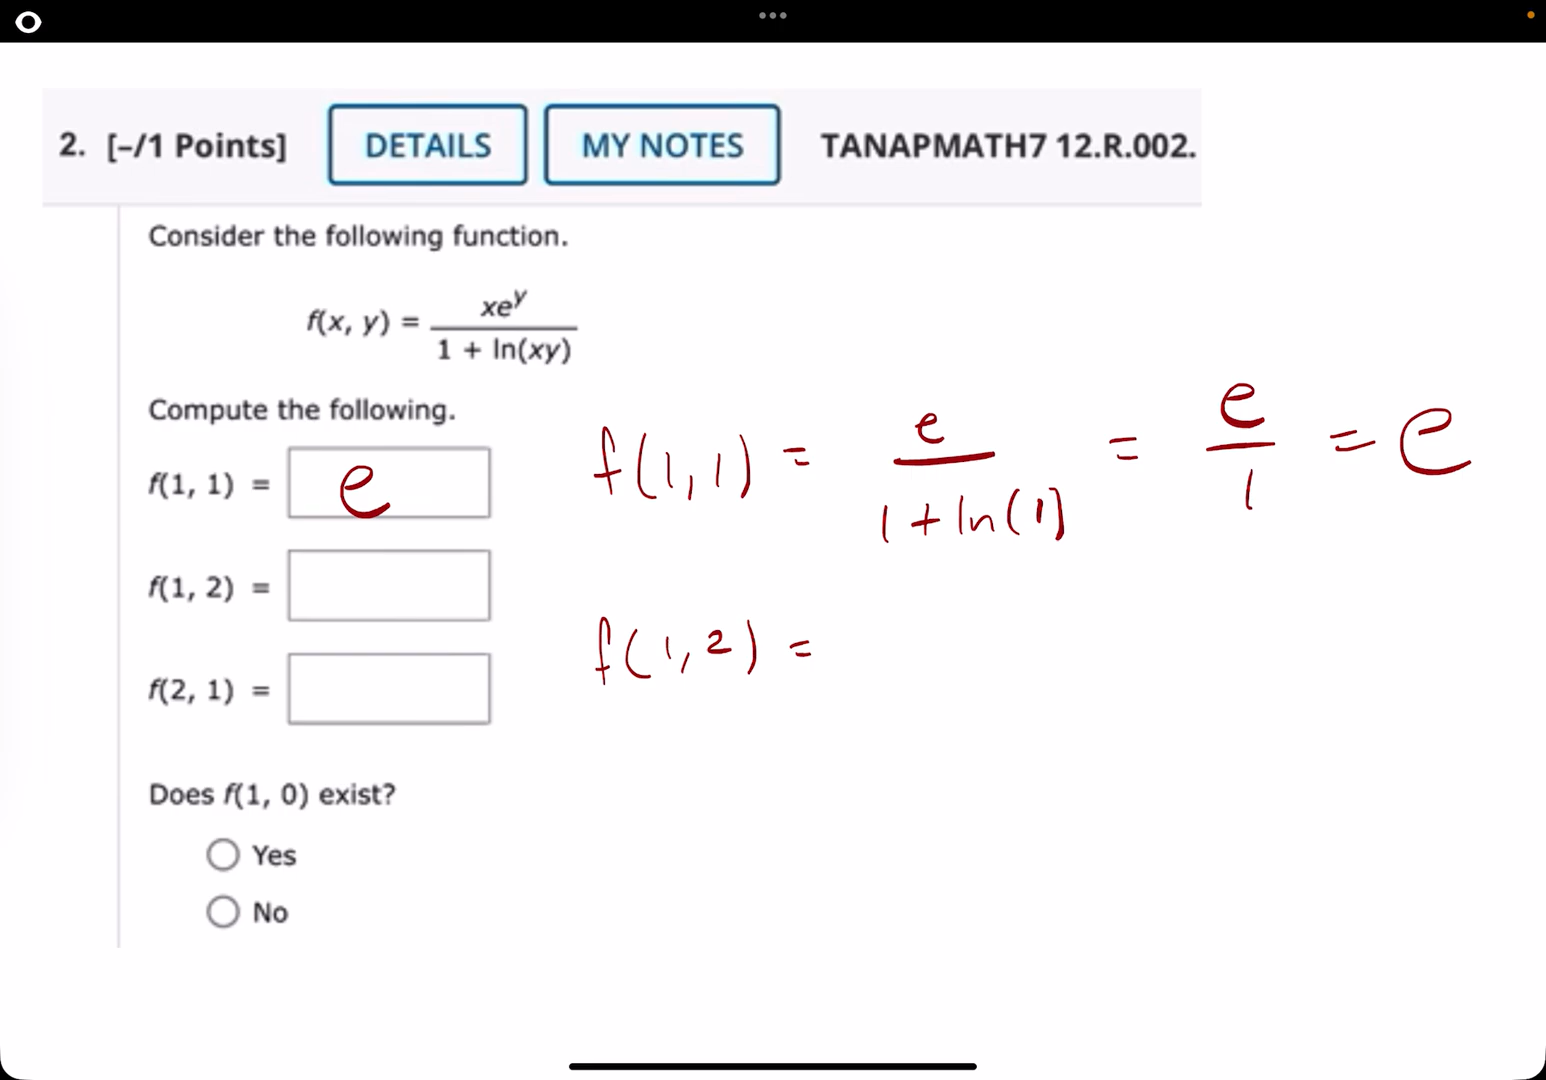 2. [–/1 Points] DETAILS MY NOTES TANAPMATH7 12.R.002.
Consider the following function.
f(x, y) = xe^y / 1 + ln(xy)
Compute the following.
f(1, 1) = e
f(1,1) = e / 1 + ln(1) = e / 1 = e
f(1, 2) =
f(1,2) =
f(2, 1) =
Does f(1, 0) exist?
Yes
No